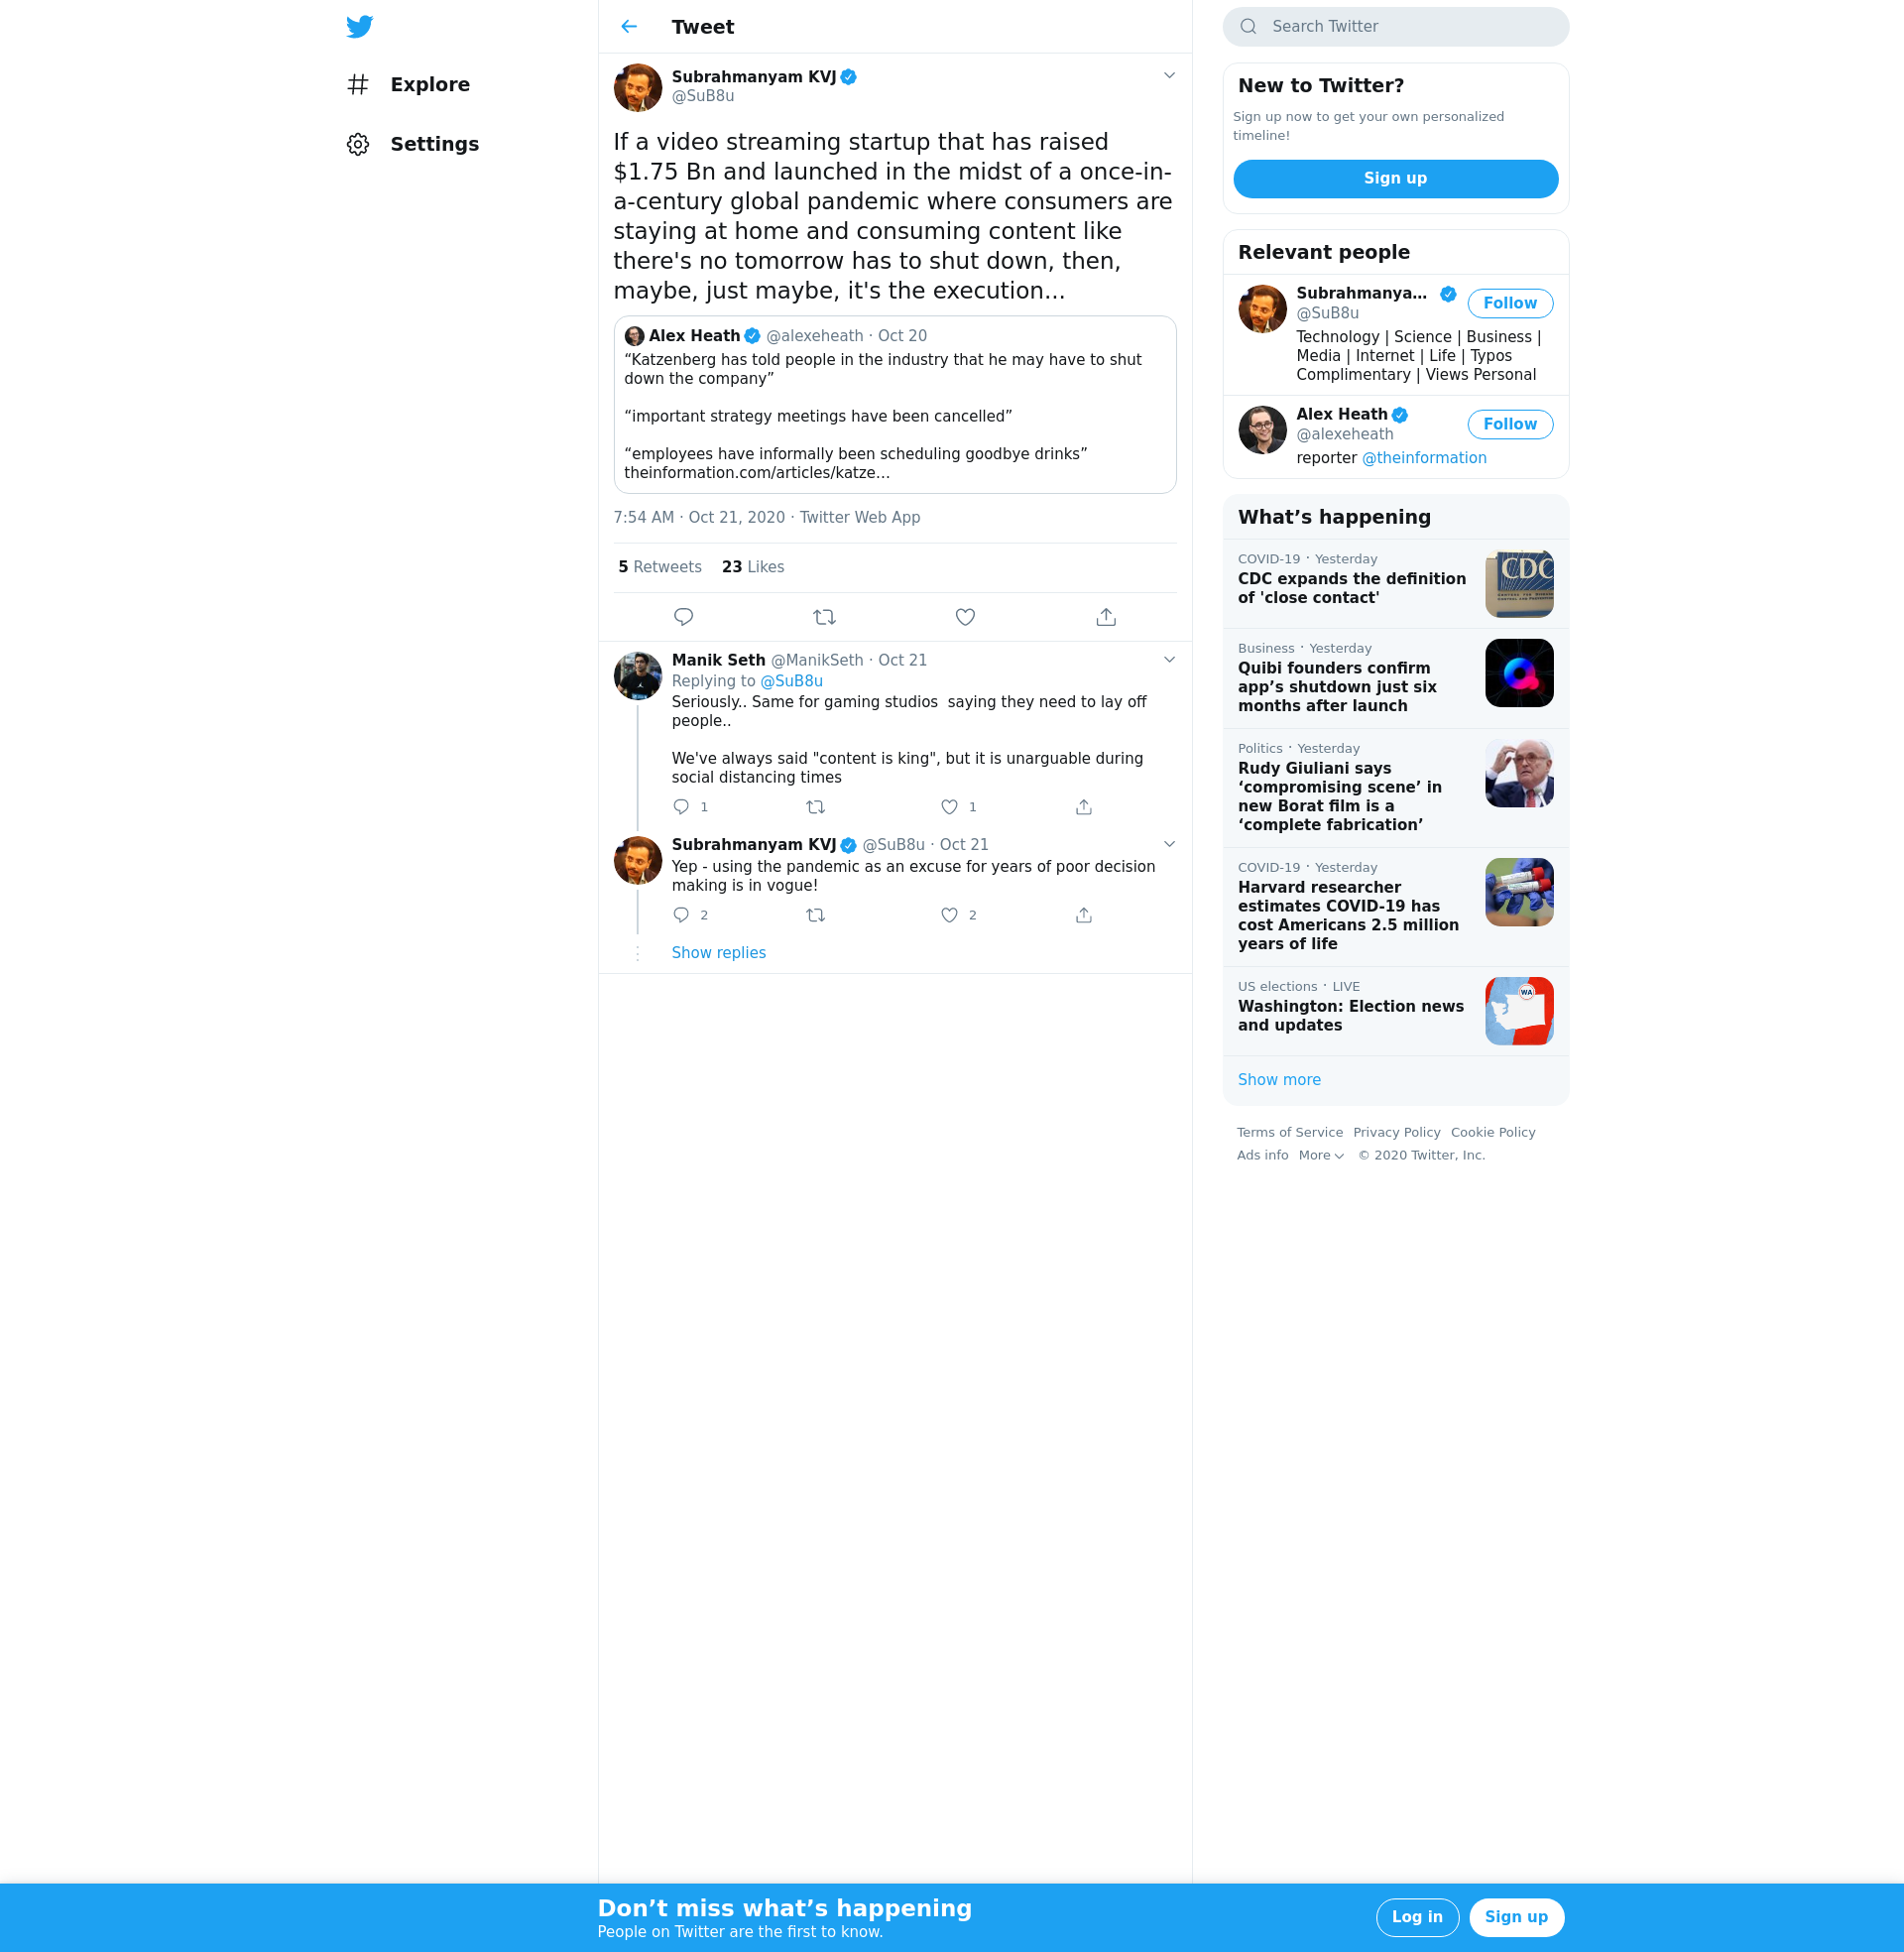 Explore
Settings
Tweet
Subrahmanyam KVJ
@SuB8u
If a video streaming startup that has raised
$1.75 Bn and launched in the midst of a once-in-
a-century global pandemic where consumers are
staying at home and consuming content like
there's no tomorrow has to shut down, then,
maybe, just maybe, it's the execution...
Alex Heath @alexeheath · Oct 20
“Katzenberg has told people in the industry that he may have to shut
down the company”
“important strategy meetings have been cancelled”
“employees have informally been scheduling goodbye drinks”
theinformation.com/articles/katze…
7:54 AM · Oct 21, 2020 · Twitter Web App
5 Retweets 23 Likes
Manik Seth @ManikSeth · Oct 21
Replying to @SuB8u
Seriously.. Same for gaming studios  saying they need to lay off
people..
We've always said "content is king", but it is unarguable during
social distancing times
1 1
Subrahmanyam KVJ @SuB8u · Oct 21
Yep - using the pandemic as an excuse for years of poor decision
making is in vogue!
2 2
Show replies
Search Twitter
New to Twitter?
Sign up now to get your own personalized
timeline!
Sign up
Relevant people
Subrahmanya…
Follow
@SuB8u
Technology | Science | Business |
Media | Internet | Life | Typos
Complimentary | Views Personal
Alex Heath
Follow
@alexeheath
reporter @theinformation
What’s happening
COVID-19 · Yesterday
CDC expands the definition
of 'close contact'
CDC
Business · Yesterday
Quibi founders confirm
app’s shutdown just six
months after launch
Politics · Yesterday
Rudy Giuliani says
‘compromising scene’ in
new Borat film is a
‘complete fabrication’
COVID-19 · Yesterday
Harvard researcher
estimates COVID-19 has
cost Americans 2.5 million
years of life
US elections · LIVE
Washington: Election news
and updates
WA
Show more
Terms of Service Privacy Policy Cookie Policy
Ads info More © 2020 Twitter, Inc.
Don’t miss what’s happening
People on Twitter are the first to know.
Log in
Sign up